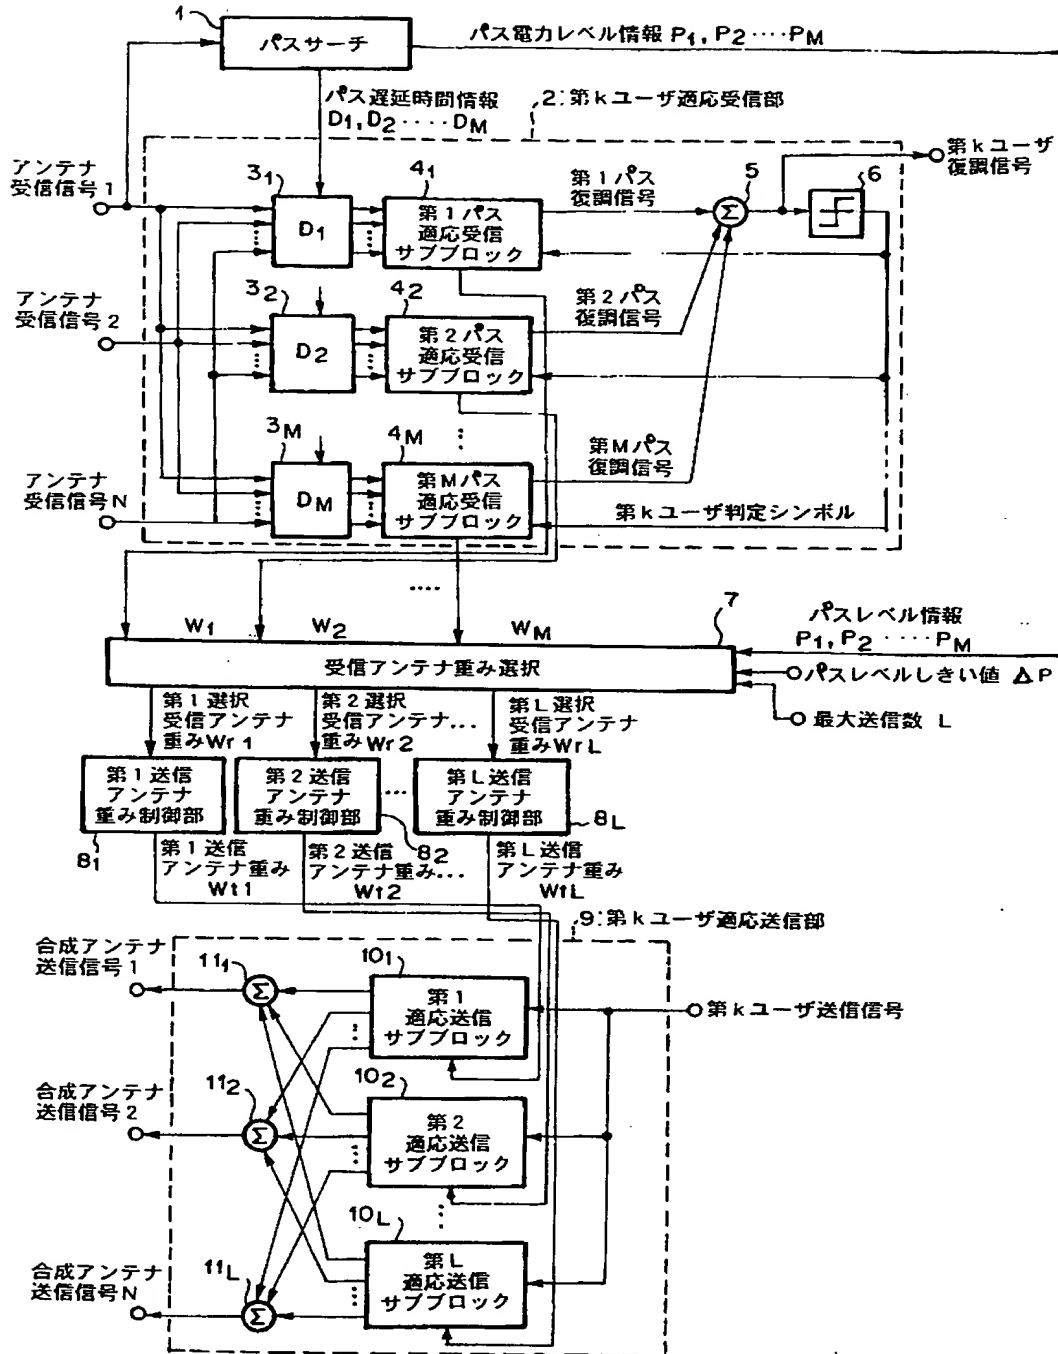 1
パスサーチ
パス電力レベル情報 P1, P2 ····PM
パス遅延時間情報
D1, D2 ····DM
2:第kユーザ適応受信部
アンテナ
受信信号1
31
D1
41
第1パス
適応受信
サブブロック
第1パス
復調信号
5
Σ
6
第kユーザ
復調信号
アンテナ
受信信号2
32
D2
42
第2パス
適応受信
サブブロック
第2パス
復調信号
アンテナ
受信信号N
3M
DM
4M
第Mパス
適応受信
サブブロック
第Mパス
復調信号
第kユーザ判定シンボル
W1
W2
WM
7
受信アンテナ重み選択
パスレベル情報
P1, P2 ····PM
パスレベルしきい値 ΔP
最大送信数 L
第1選択
受信アンテナ
重みWr1
第2選択
受信アンテナ...
重みWr2
第L選択
受信アンテナ
重みWrL
第1送信
アンテナ
重み制御部
81
第2送信
アンテナ
重み制御部
82
第L送信
アンテナ
重み制御部
8L
第1送信
アンテナ重み
Wt1
第2送信
アンテナ重み...
Wt2
第L送信
アンテナ重み
WtL
9:第kユーザ適応送信部
合成アンテナ
送信信号1
111
Σ
101
第1
適応送信
サブブロック
第kユーザ送信信号
合成アンテナ
送信信号2
112
Σ
102
第2
適応送信
サブブロック
合成アンテナ
送信信号N
11L
Σ
10L
第L
適応送信
サブブロック